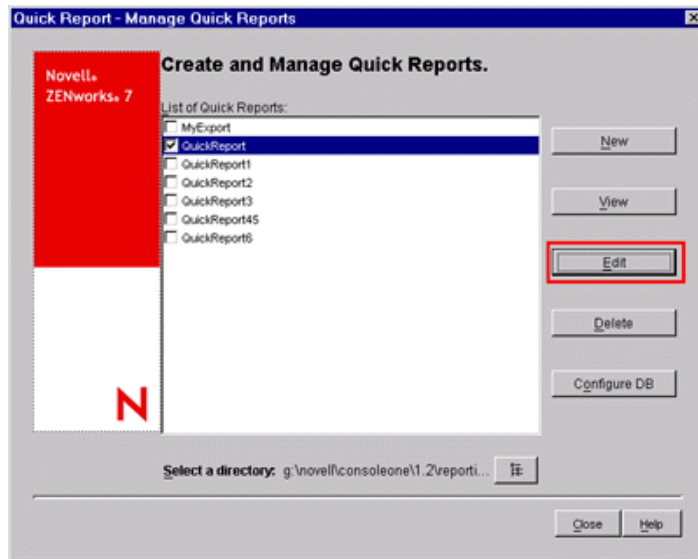 Quick Report - Manage Quick Reports
Novell®
ZENworks® 7
Create and Manage Quick Reports.
List of Quick Reports:
MyExport
QuickReport
QuickReport1
QuickReport2
QuickReport3
QuickReport45
QuickReport6
New
View
Edit
Delete
Configure DB
N
Select a directory: g:\novell\consoleone\1.2\reporti...
Close
Help